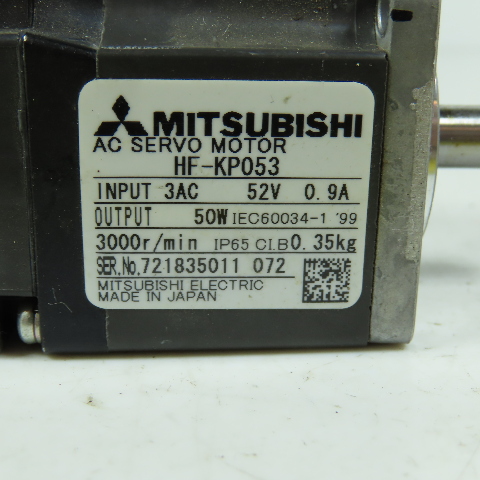 MITSUBISHI
AC SERVO MOTOR
HF-KP053
INPUT 3AC 52V 0.9A
OUTPUT 50W IEC60034-1 '99
3000r/min IP65 CI.B 0.35kg
SER.No.721835011 072
MITSUBISHI ELECTRIC
MADE IN JAPAN